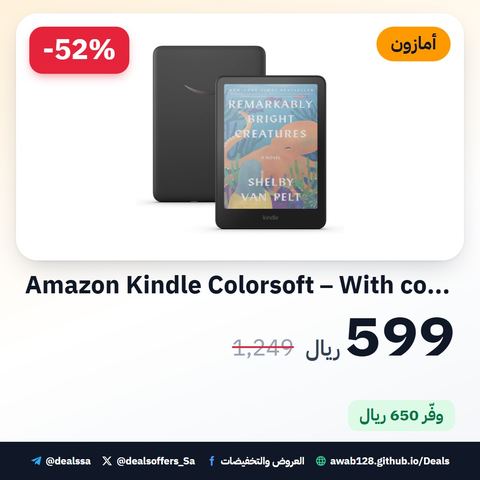 -52%
أمازون
REMARKABLY
BRIGHT
CREATURES
A NOVEL
SHELBY
VAN PELT
kindle
Amazon Kindle Colorsoft – With co...
599 ريال 1,249
وفّر 650 ريال
@dealssa @dealsoffers_Sa العروض والتخفيضات awab128.github.io/Deals